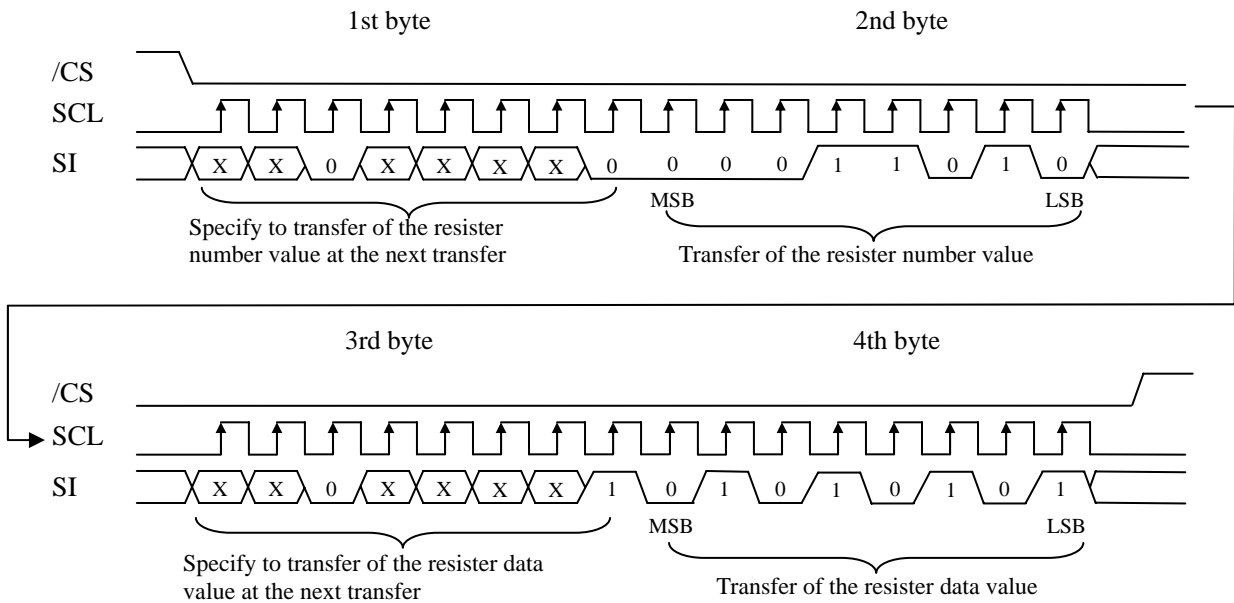 1st byte 2nd byte
/CS
SCL
SI X X 0 X X X X 0 0 0 0 1 1 0 1 0
MSB LSB
Specify to transfer of the resister
number value at the next transfer
Transfer of the resister number value
3rd byte 4th byte
/CS
SCL
SI X X 0 X X X X 1 0 1 0 1 0 1 0 1
MSB LSB
Specify to transfer of the resister data
value at the next transfer
Transfer of the resister data value